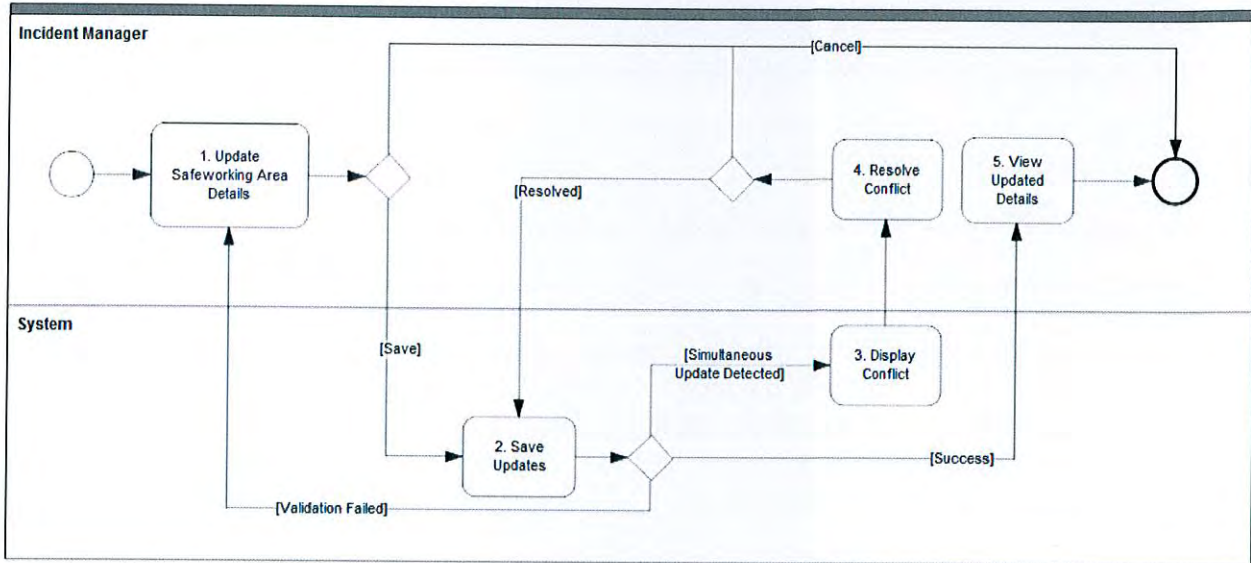 Incident Manager
[Cancel]
1. Update
Safeworking Area
Details
[Resolved]
4. Resolve
Conflict
5. View
Updated
Details
System
[Save]
[Simultaneous
Update Detected]
3. Display
Conflict
2. Save
Updates
[Success]
[Validation Failed]